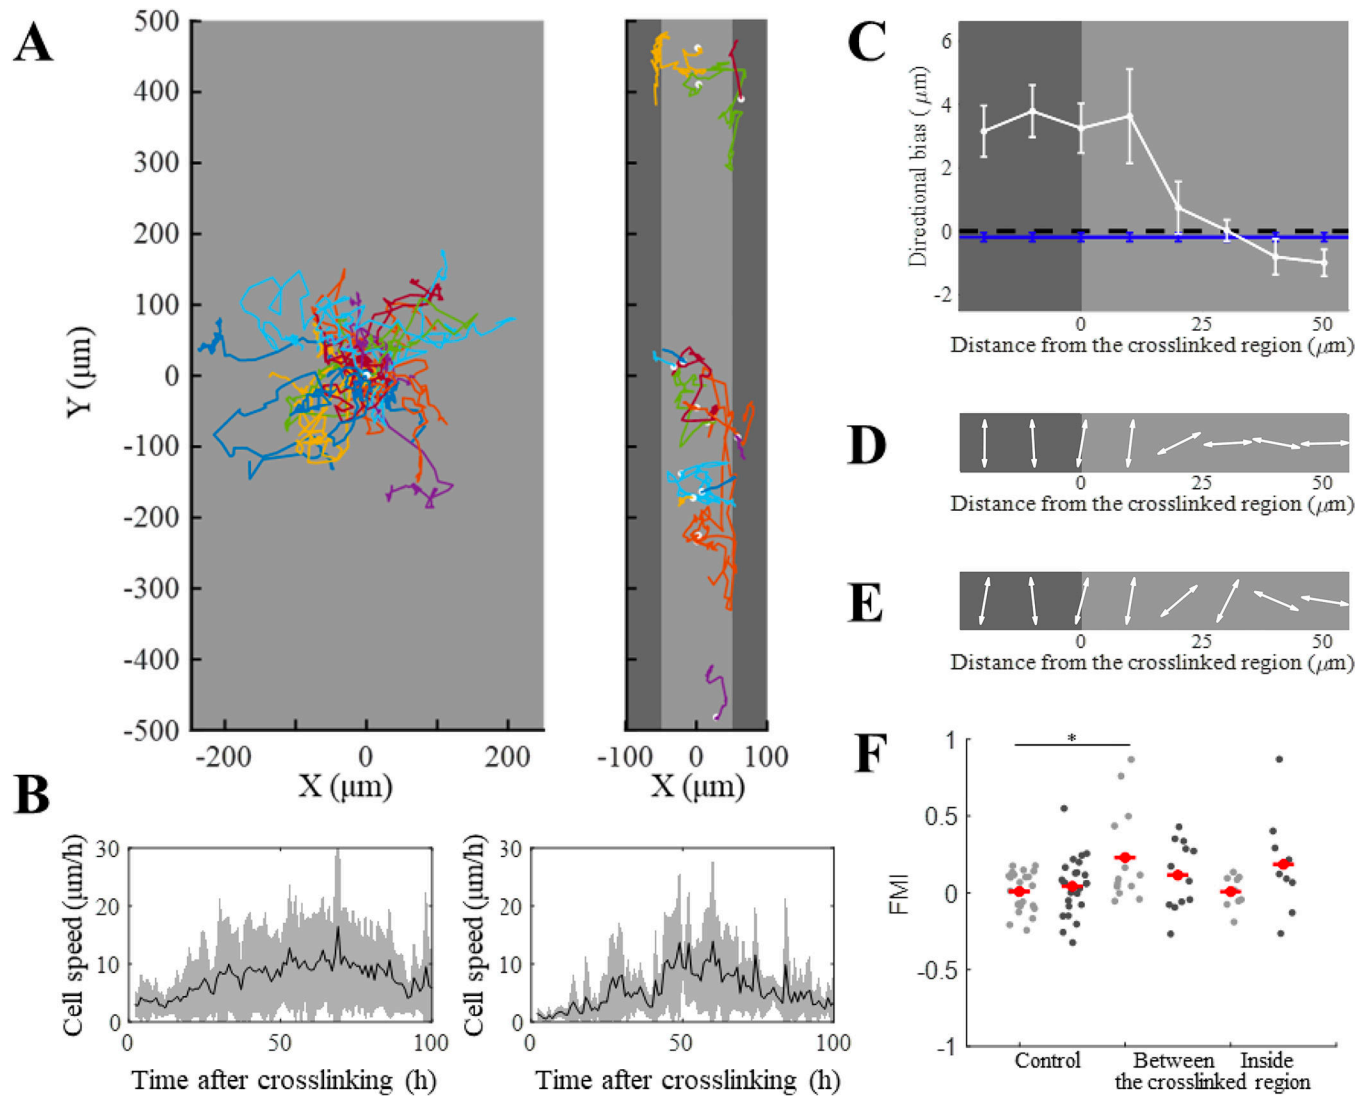 A
500
400
300
200
100
0
-100
-200
-300
-400
-500
Y (μm)
-200
0
200
X (μm)
-100
0
100
X (μm)
B
30
20
10
0
Cell speed (μm/h)
0
50
100
Time after crosslinking (h)
30
20
10
0
Cell speed (μm/h)
0
50
100
Time after crosslinking (h)
C
6
4
2
0
-2
Directional bias ( μm)
0
25
50
Distance from the crosslinked region (μm)
D
0
25
50
Distance from the crosslinked region (μm)
E
0
25
50
Distance from the crosslinked region (μm)
F
1
0.5
0
-0.5
-1
FMI
*
Control
Between
Inside
the crosslinked region